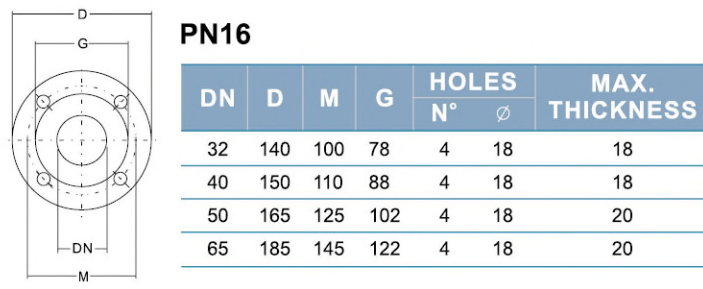 D
G
DN
M
PN16
DN D M G HOLES MAX. THICKNESS
N° Ø
32 140 100 78 4 18 18
40 150 110 88 4 18 18
50 165 125 102 4 18 20
65 185 145 122 4 18 20